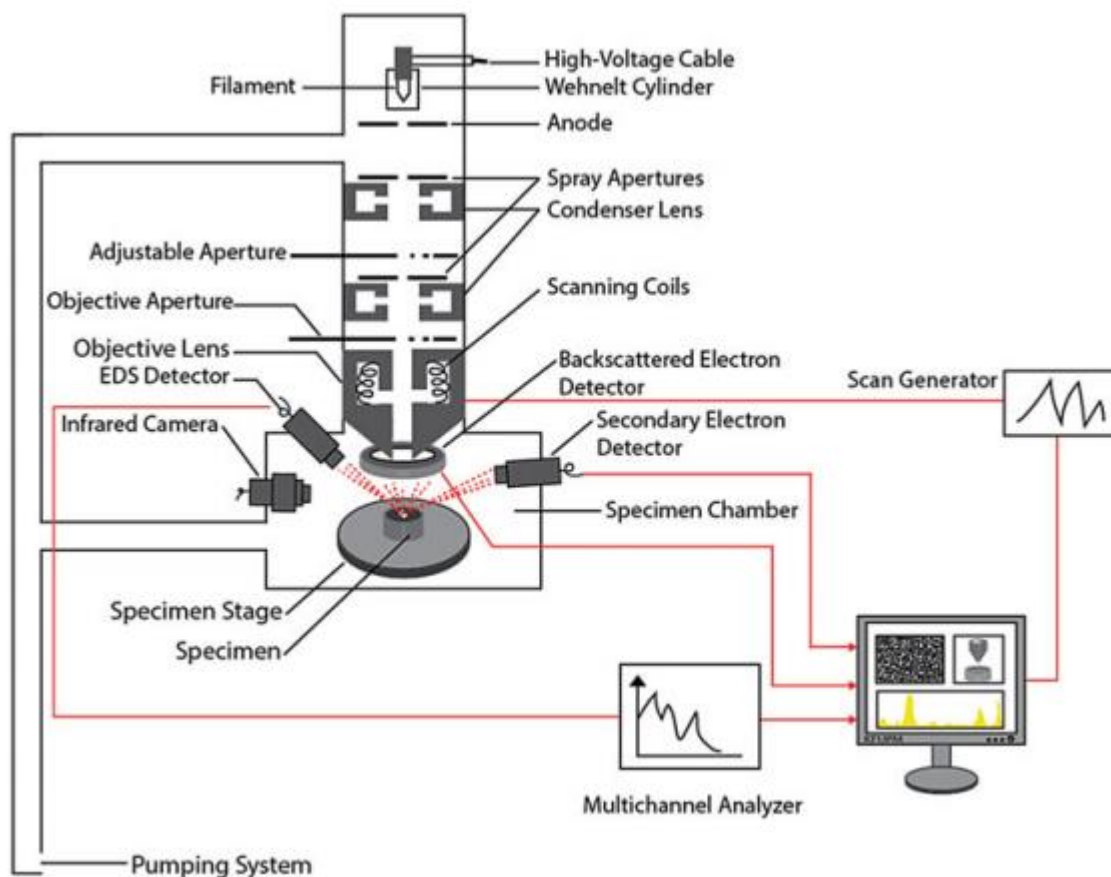 High-Voltage Cable
Filament
Wehnelt Cylinder
Anode
Spray Apertures
Condenser Lens
Adjustable Aperture
Scanning Coils
Objective Aperture
Objective Lens
Backscattered Electron
Detector
EDS Detector
Scan Generator
Infrared Camera
Secondary Electron
Detector
Specimen Chamber
Specimen Stage
Specimen
Multichannel Analyzer
Pumping System